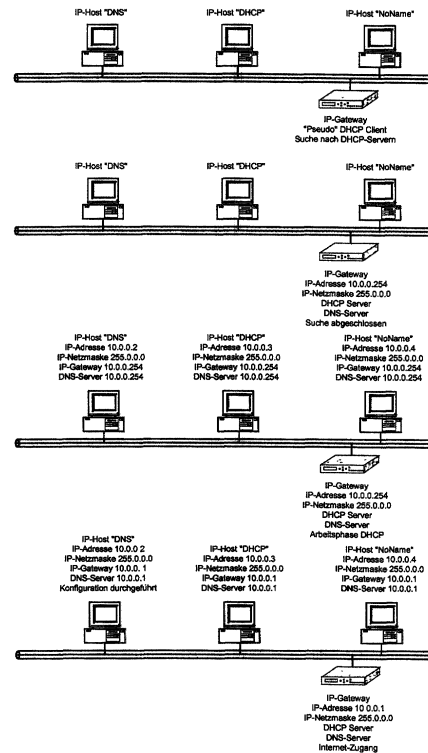 IP-Host "DNS"
IP-Host "DHCP"
IP-Host "NoName"
IP-Gateway
"Pseudo" DHCP Client
Suche nach DHCP-Servern
IP-Host "DNS"
IP-Host "DHCP"
IP-Host "NoName"
IP-Gateway
IP-Adresse 10.0.0.254
IP-Netzmaske 255.0.0.0
DHCP Server
DNS-Server
Suche abgeschlossen
IP-Host "DNS"
IP-Adresse 10.0.0.2
IP-Netzmaske 255.0.0.0
IP-Gateway 10.0.0.254
DNS-Server 10.0.0.254
IP-Host "DHCP"
IP-Adresse 10.0.0.3
IP-Netzmaske 255.0.0.0
IP-Gateway 10.0.0.254
DNS-Server 10.0.0.254
IP-Host "NoName"
IP-Adresse 10.0.0.4
IP-Netzmaske 255.0.0.0
IP-Gateway 10.0.0.254
DNS-Server 10.0.0.254
IP-Gateway
IP-Adresse 10.0.0.254
IP-Netzmaske 255.0.0.0
DHCP Server
DNS-Server
Arbeitsphase DHCP
IP-Host "DNS"
IP-Adresse 10.0.0 2
IP-Netzmaske 255.0.0.0
IP-Gateway 10.0.0. 1
DNS-Server 10.0.0.1
Konfiguration durchgeführt
IP-Host "DHCP"
IP-Adresse 10.0.0.3
IP-Netzmaske 255.0.0.0
IP-Gateway 10.0.0.1
DNS-Server 10.0.0.1
IP-Host "NoName"
IP-Adresse 10.0.0.4
IP-Netzmaske 255.0.0.0
IP-Gateway 10.0.0.1
DNS-Server 10.0.0.1
IP-Gateway
IP-Adresse 10 0.0.1
IP-Netzmaske 255.0.0.0
DHCP Server
DNS-Server
Internet-Zugang